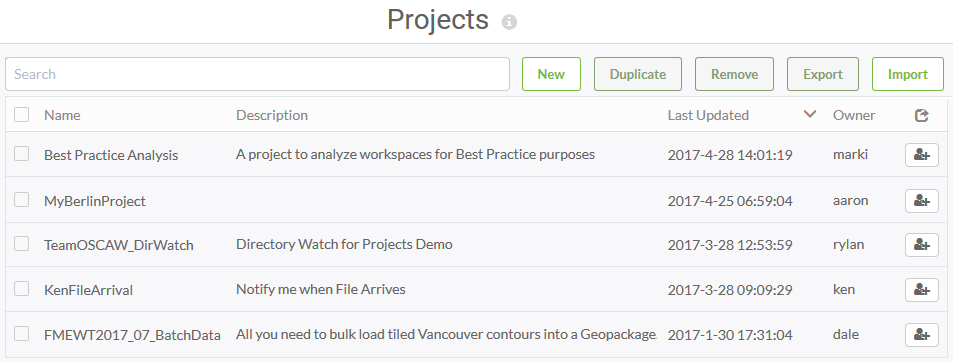 Projects
Search New Duplicate Remove Export Import
Name Description Last Updated Owner
Best Practice Analysis A project to analyze workspaces for Best Practice purposes 2017-4-28 14:01:19 marki
MyBerlinProject 2017-4-25 06:59:04 aaron
TeamOSCAW_DirWatch Directory Watch for Projects Demo 2017-3-28 12:53:59 rylan
KenFileArrival Notify me when File Arrives 2017-3-28 09:09:29 ken
FMEWT2017_07_BatchData All you need to bulk load tiled Vancouver contours into a Geopackage. 2017-1-30 17:31:04 dale